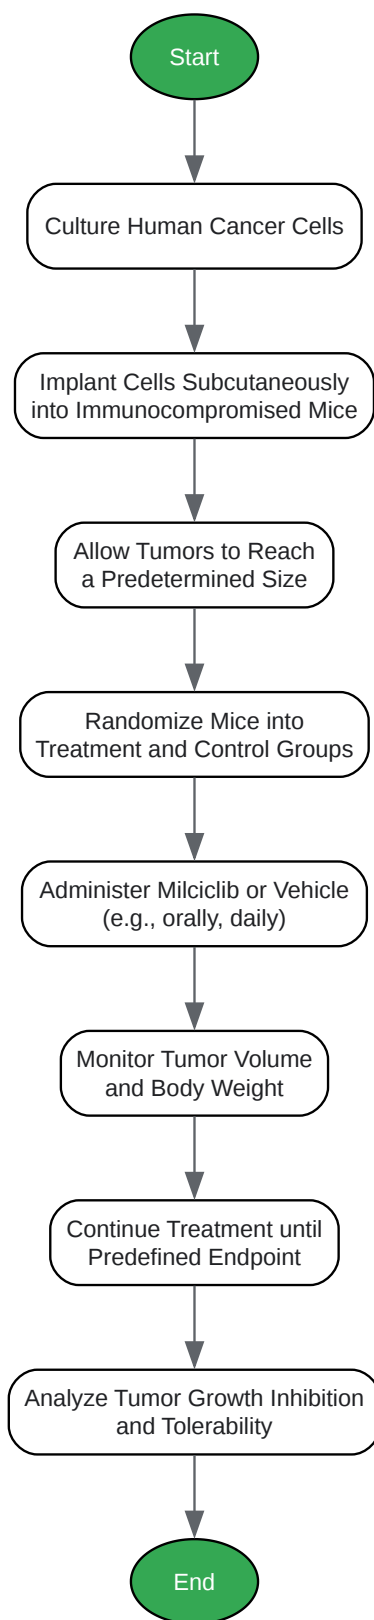 Start
Culture Human Cancer Cells
Implant Cells Subcutaneously
into Immunocompromised Mice
Allow Tumors to Reach
a Predetermined Size
Randomize Mice into
Treatment and Control Groups
Administer Milciclib or Vehicle
(e.g., orally, daily)
Monitor Tumor Volume
and Body Weight
Continue Treatment until
Predefined Endpoint
Analyze Tumor Growth Inhibition
and Tolerability
End